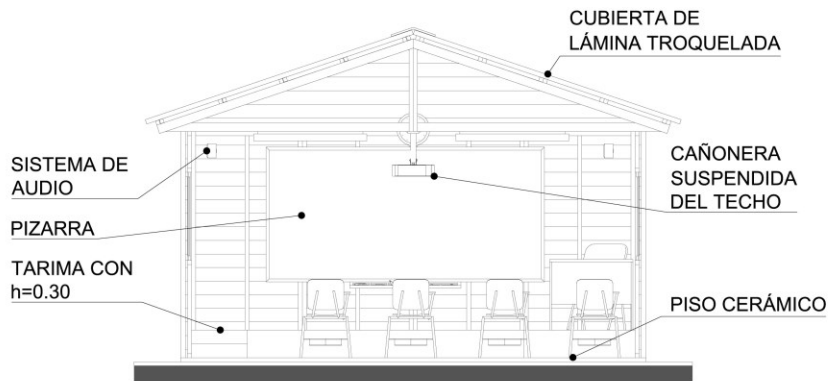 CUBIERTA DE
LÁMINA TROQUELADA
SISTEMA DE
AUDIO
CAÑONERA
SUSPENDIDA
DEL TECHO
PIZARRA
TARIMA CON
h=0.30
PISO CERÁMICO